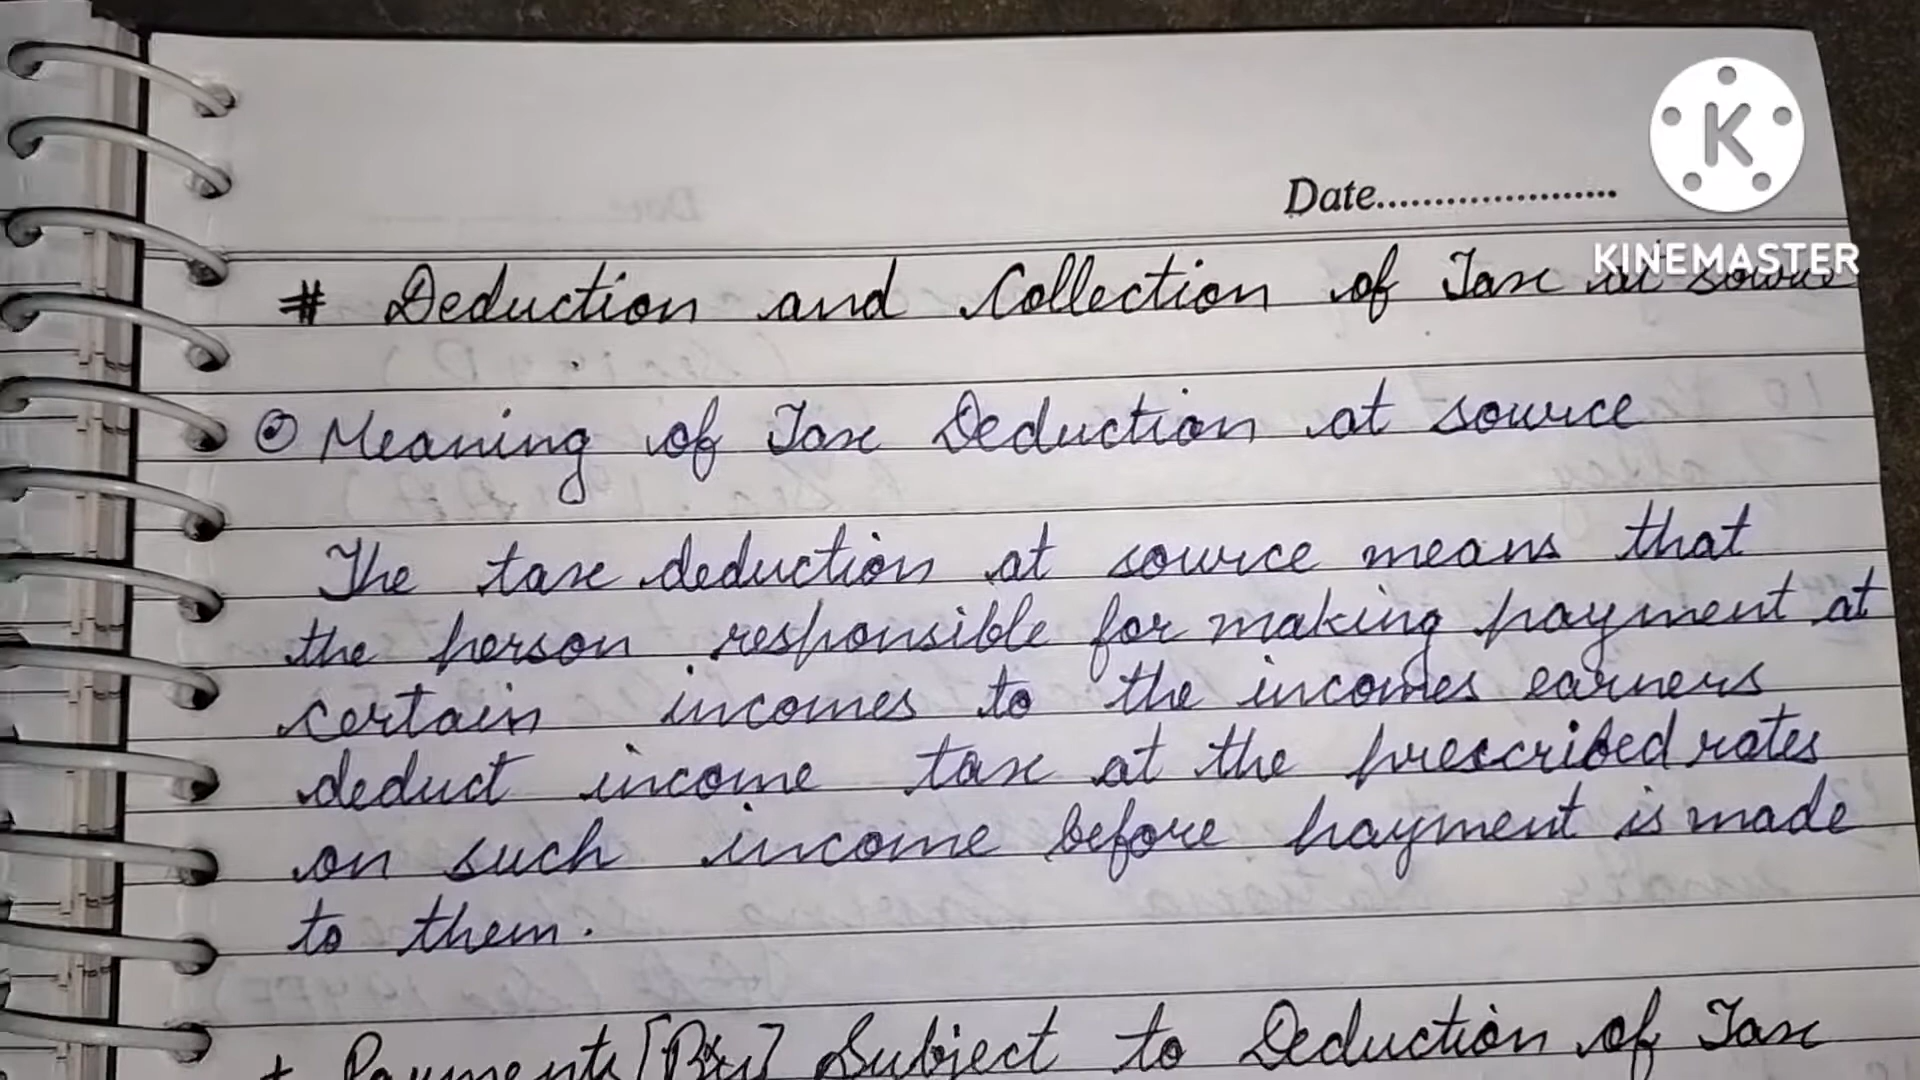 Date.....................
K
KINEMASTER
# Deduction and Collection of Tax at source
Meaning of Tax Deduction at source
The tax deduction at source means that
the person responsible for making payment at
certain incomes to the incomes earners
deduct income tax at the prescribed rates
on such income before payment is made
to them.
+ Payments Subject to Deduction of Tax